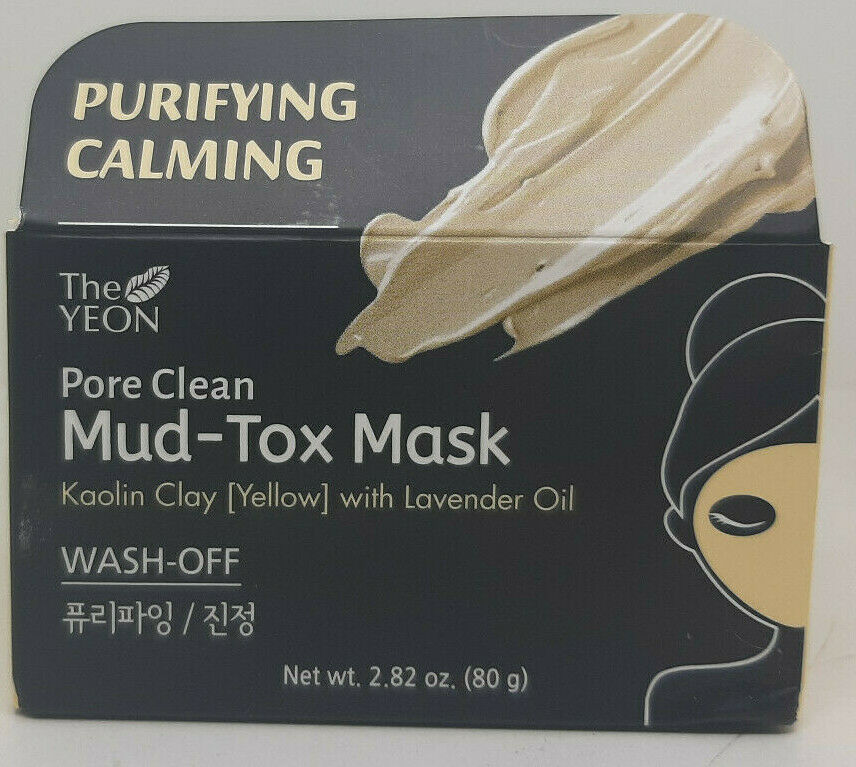 PURIFYING
CALMING
The
YEON
Pore Clean
Mud-Tox Mask
Kaolin Clay [Yellow] with Lavender Oil
WASH-OFF
퓨리파잉 / 진정
Net wt. 2.82 oz. (80 g)